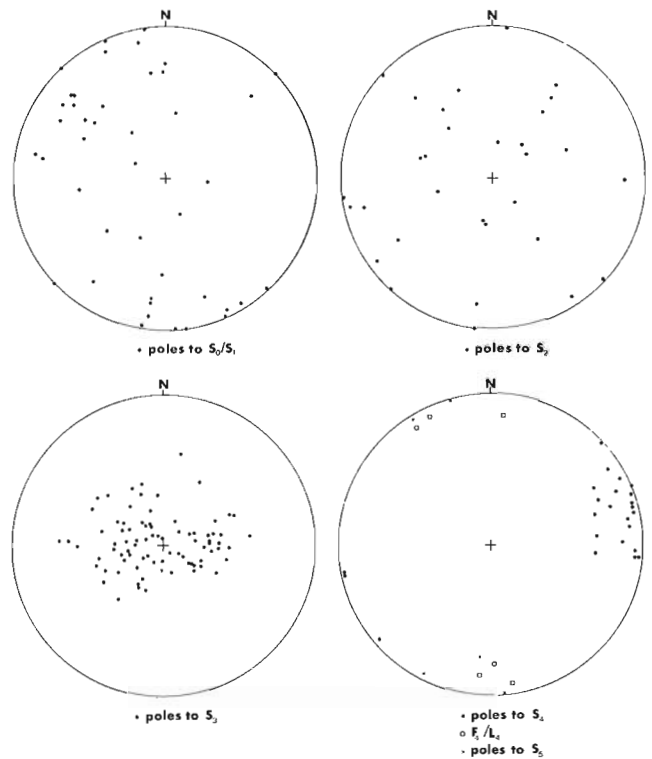 N
N
• poles to S₀/S₁
• poles to S₂
N
N
• poles to S₃
• poles to S₄
○ F₄/L₄
× poles to S₅